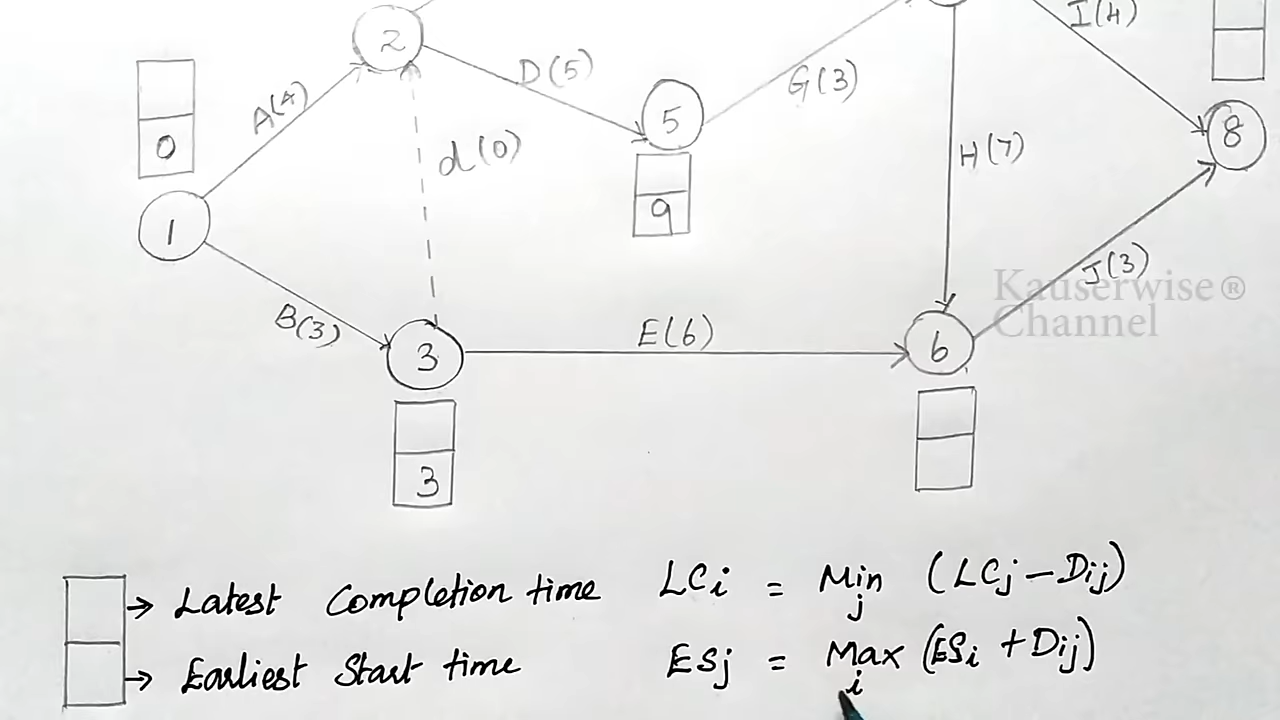 I(4)
2
D(5)
G(3)
A(4)
5
8
0
d(0)
H(7)
9
1
J(3)
Kauserwise®
Channel
B(3)
E(6)
3
6
3
Latest Completion time LCi = Min (LCj - Dij)
j
Earliest Start time ESj = Max (ESi + Dij)
i